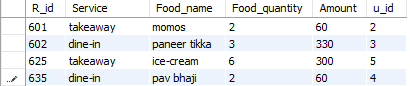 R_id Service Food_name Food_quantity Amount u_id
601 takeaway momos 2 60 2
602 dine-in paneer tikka 3 330 3
625 takeaway ice-cream 6 300 5
635 dine-in pav bhaji 2 60 4